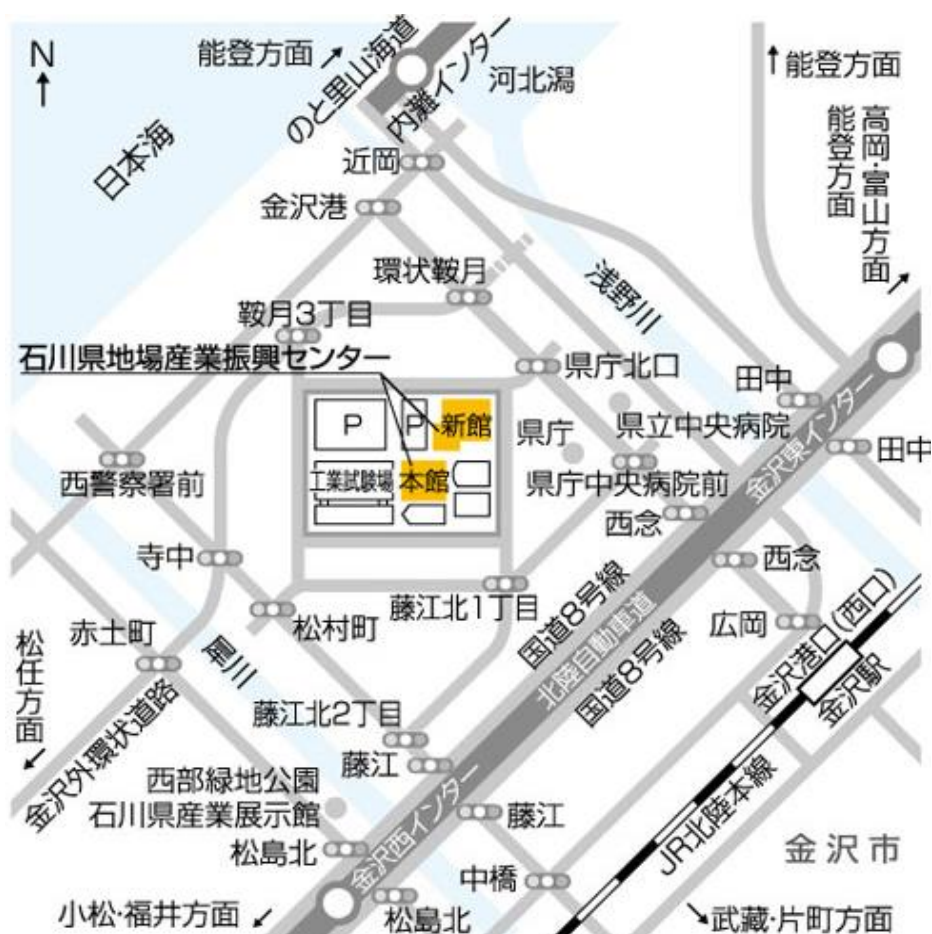 N
能登方面
のと里山海道
内灘インター
河北潟
能登方面
高岡・富山方面
能登方面
日本海
近岡
金沢港
環状鞍月
浅野川
鞍月3丁目
石川県地場産業振興センター
県庁北口
田中
金沢東インター
P
P
新館
県庁
県立中央病院
田中
西警察署前
工業試験場
本館
県庁中央病院前
西念
寺中
西念
藤江北1丁目
国道8号線
北陸自動車道
国道8号線
松村町
広岡
金沢港口(西口)
金沢駅
赤土町
松任方面
犀川
金沢外環状道路
藤江北2丁目
藤江
西部緑地公園
石川県産業展示館
藤江
JR北陸本線
松島北
金沢西インター
中橋
金沢市
小松・福井方面
松島北
武蔵・片町方面